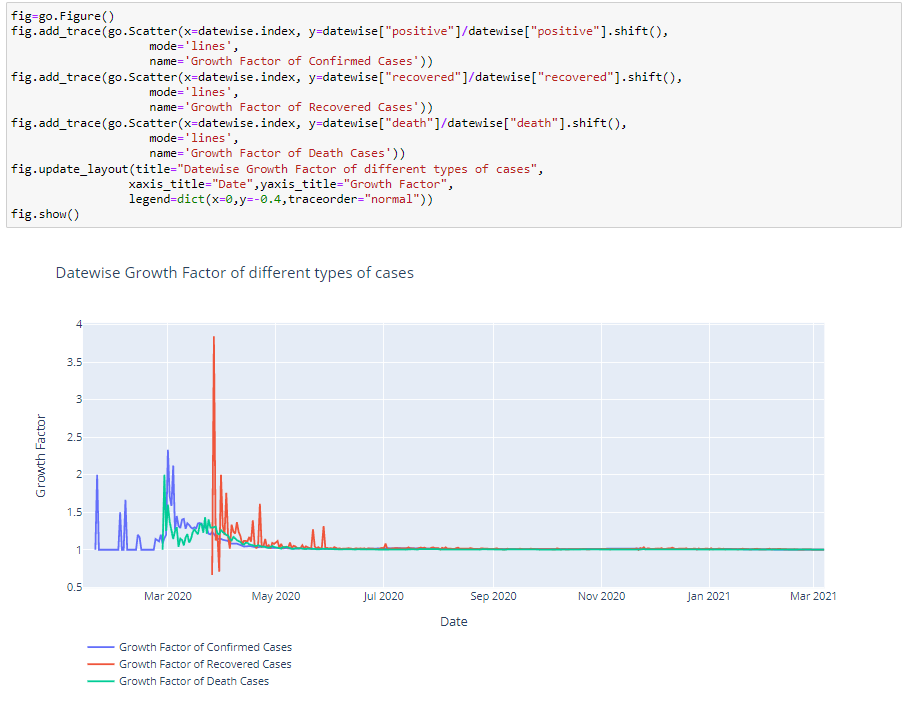 fig=go.Figure()
fig.add_trace(go.Scatter(x=datewise.index, y=datewise["positive"]/datewise["positive"].shift(),
mode='lines',
name='Growth Factor of Confirmed Cases'))
fig.add_trace(go.Scatter(x=datewise.index, y=datewise["recovered"]/datewise["recovered"].shift(),
mode='lines',
name='Growth Factor of Recovered Cases'))
fig.add_trace(go.Scatter(x=datewise.index, y=datewise["death"]/datewise["death"].shift(),
mode='lines',
name='Growth Factor of Death Cases'))
fig.update_layout(title="Datewise Growth Factor of different types of cases",
xaxis_title="Date",yaxis_title="Growth Factor",
legend=dict(x=0,y=-0.4,traceorder="normal"))
fig.show()
Datewise Growth Factor of different types of cases
4
3.5
3
2.5
2
1.5
1
0.5
Growth Factor
Mar 2020 May 2020 Jul 2020 Sep 2020 Nov 2020 Jan 2021 Mar 2021
Date
Growth Factor of Confirmed Cases
Growth Factor of Recovered Cases
Growth Factor of Death Cases